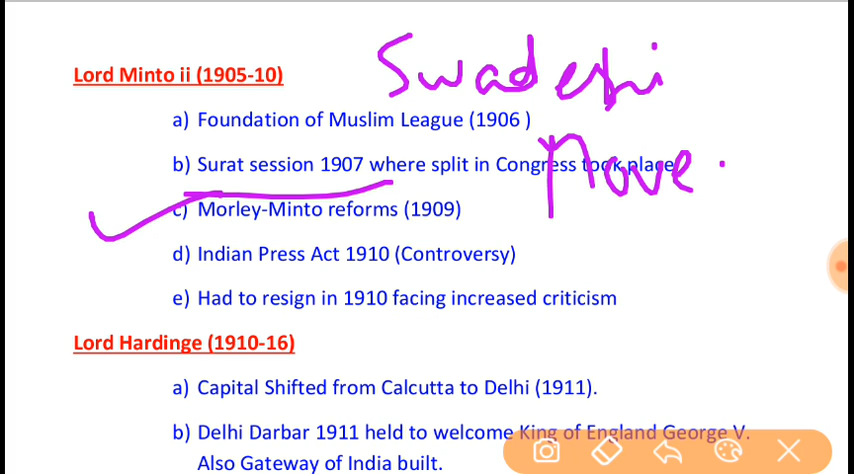 Swadeshi
Lord Minto ii (1905-10)
a) Foundation of Muslim League (1906 )
Move.
b) Surat session 1907 where split in Congress took place
c) Morley-Minto reforms (1909)
d) Indian Press Act 1910 (Controversy)
e) Had to resign in 1910 facing increased criticism
Lord Hardinge (1910-16)
a) Capital Shifted from Calcutta to Delhi (1911).
b) Delhi Darbar 1911 held to welcome King of England George V.
Also Gateway of India built.